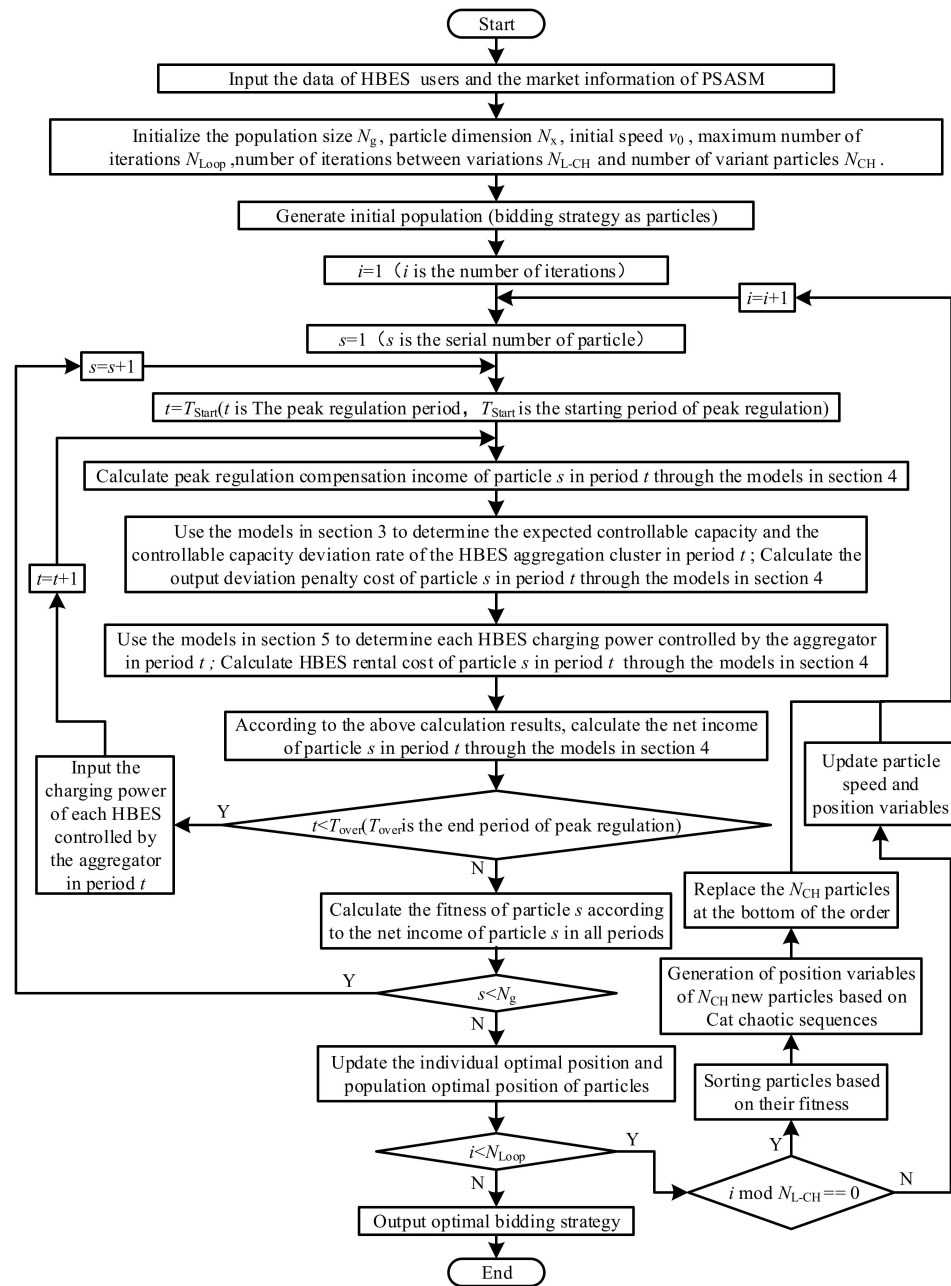 Start
Input the data of HBES users and the market information of PSASM
Initialize the population size Ng, particle dimension Nx, initial speed v0, maximum number of
iterations NLoop,number of iterations between variations NL-CH and number of variant particles NCH.
Generate initial population (bidding strategy as particles)
i=1（i is the number of iterations）
i=i+1
s=1（s is the serial number of particle）
s=s+1
t=TStart(t is The peak regulation period，TStart is the starting period of peak regulation)
Calculate peak regulation compensation income of particle s in period t through the models in section 4
Use the models in section 3 to determine the expected controllable capacity and the
controllable capacity deviation rate of the HBES aggregation cluster in period t ; Calculate the
output deviation penalty cost of particle s in period t through the models in section 4
t=t+1
Use the models in section 5 to determine each HBES charging power controlled by the aggregator
in period t ; Calculate HBES rental cost of particle s in period t through the models in section 4
According to the above calculation results, calculate the net income
of particle s in period t through the models in section 4
Input the
charging power
of each HBES
controlled by
the aggregator
in period t
Y
t<Tover(Tover is the end period of peak regulation)
N
Update particle
speed and
position variables
Calculate the fitness of particle s according
to the net income of particle s in all periods
Replace the NCH particles
at the bottom of the order
Y
s<Ng
N
Generation of position variables
of NCH new particles based on
Cat chaotic sequences
Update the individual optimal position and
population optimal position of particles
Sorting particles based
on their fitness
i<NLoop
Y
N
Y
i mod NL-CH == 0
N
Output optimal bidding strategy
End